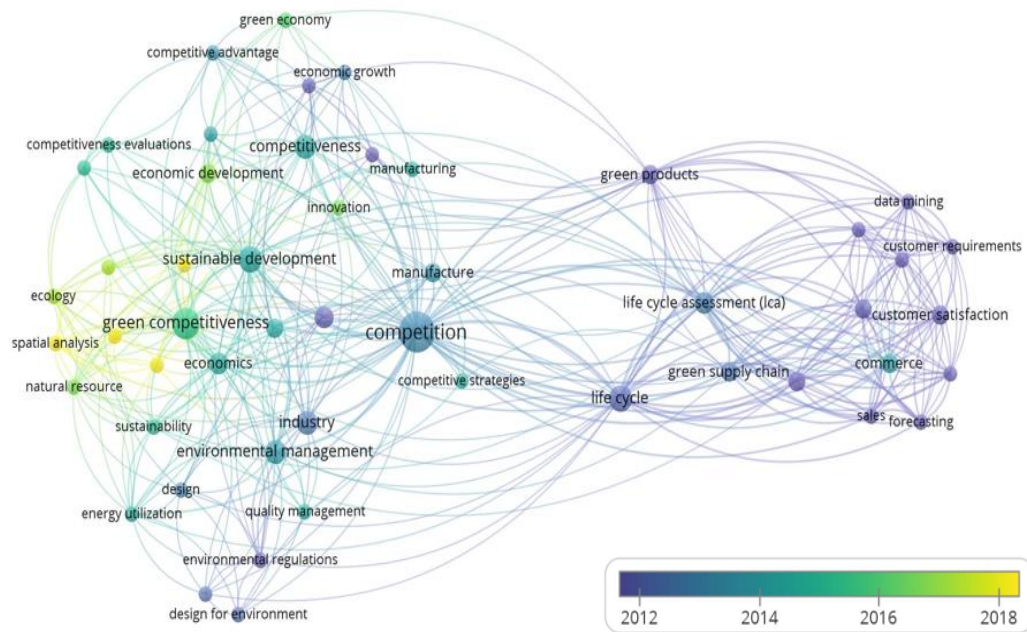 green economy
competitive advantage
economic growth
competitiveness evaluations
competitiveness
manufacturing
economic development
green products
innovation
data mining
customer requirements
sustainable development
manufacture
ecology
life cycle assessment (lca)
green competitiveness
competition
customer satisfaction
spatial analysis
economics
commerce
natural resource
competitive strategies
green supply chain
life cycle
sustainability
industry
sales
forecasting
environmental management
design
energy utilization
quality management
environmental regulations
design for environment
2012
2014
2016
2018